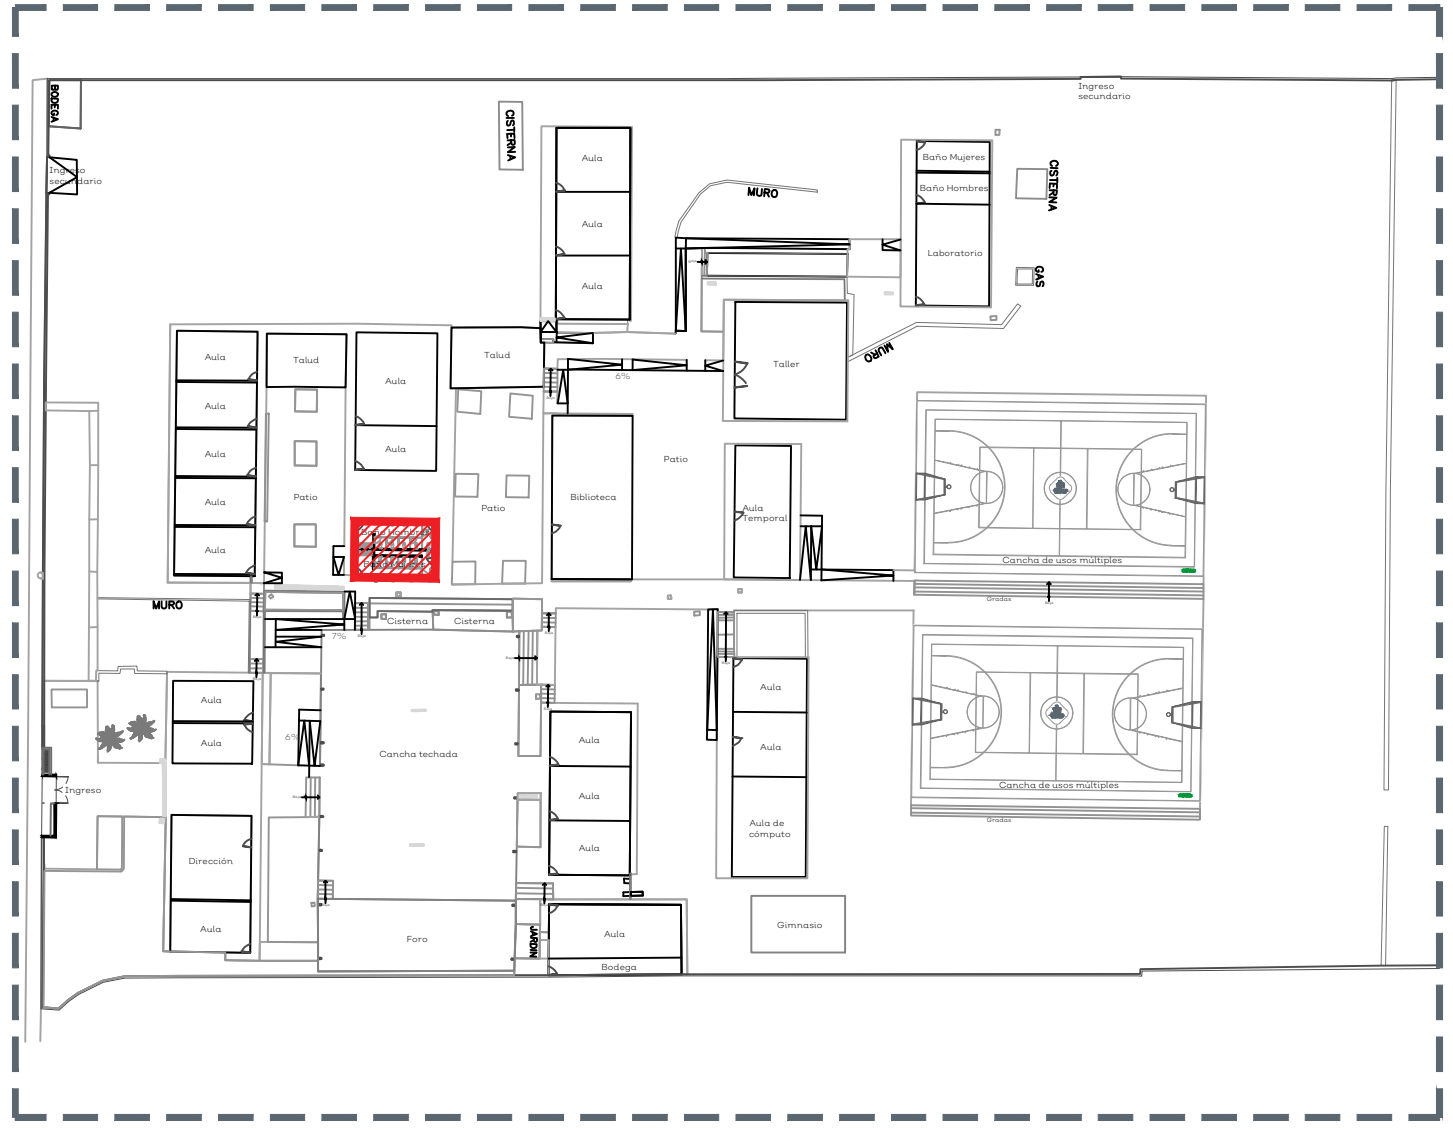 Ingreso
secundario
BODEGA
CISTERNA
Ingreso
secundario
Aula
Aula
Aula
MURO
Baño Mujeres
Baño Hombres
Laboratorio
CISTERNA
GAS
MURO
Aula
Aula
Aula
Aula
Aula
Talud
Patio
Aula
Aula
Talud
Patio
6%
Taller
Biblioteca
Patio
Aula
Temporal
Cancha de usos múltiples
Gradas
MURO
7%
Cisterna
Cisterna
Aula
Aula
6%
Cancha techada
Ingreso
Aula
Aula
Aula
Aula
Aula
Aula de
cómputo
Cancha de usos múltiples
Gradas
Dirección
Aula
Foro
JARDIN
Aula
Bodega
Gimnasio